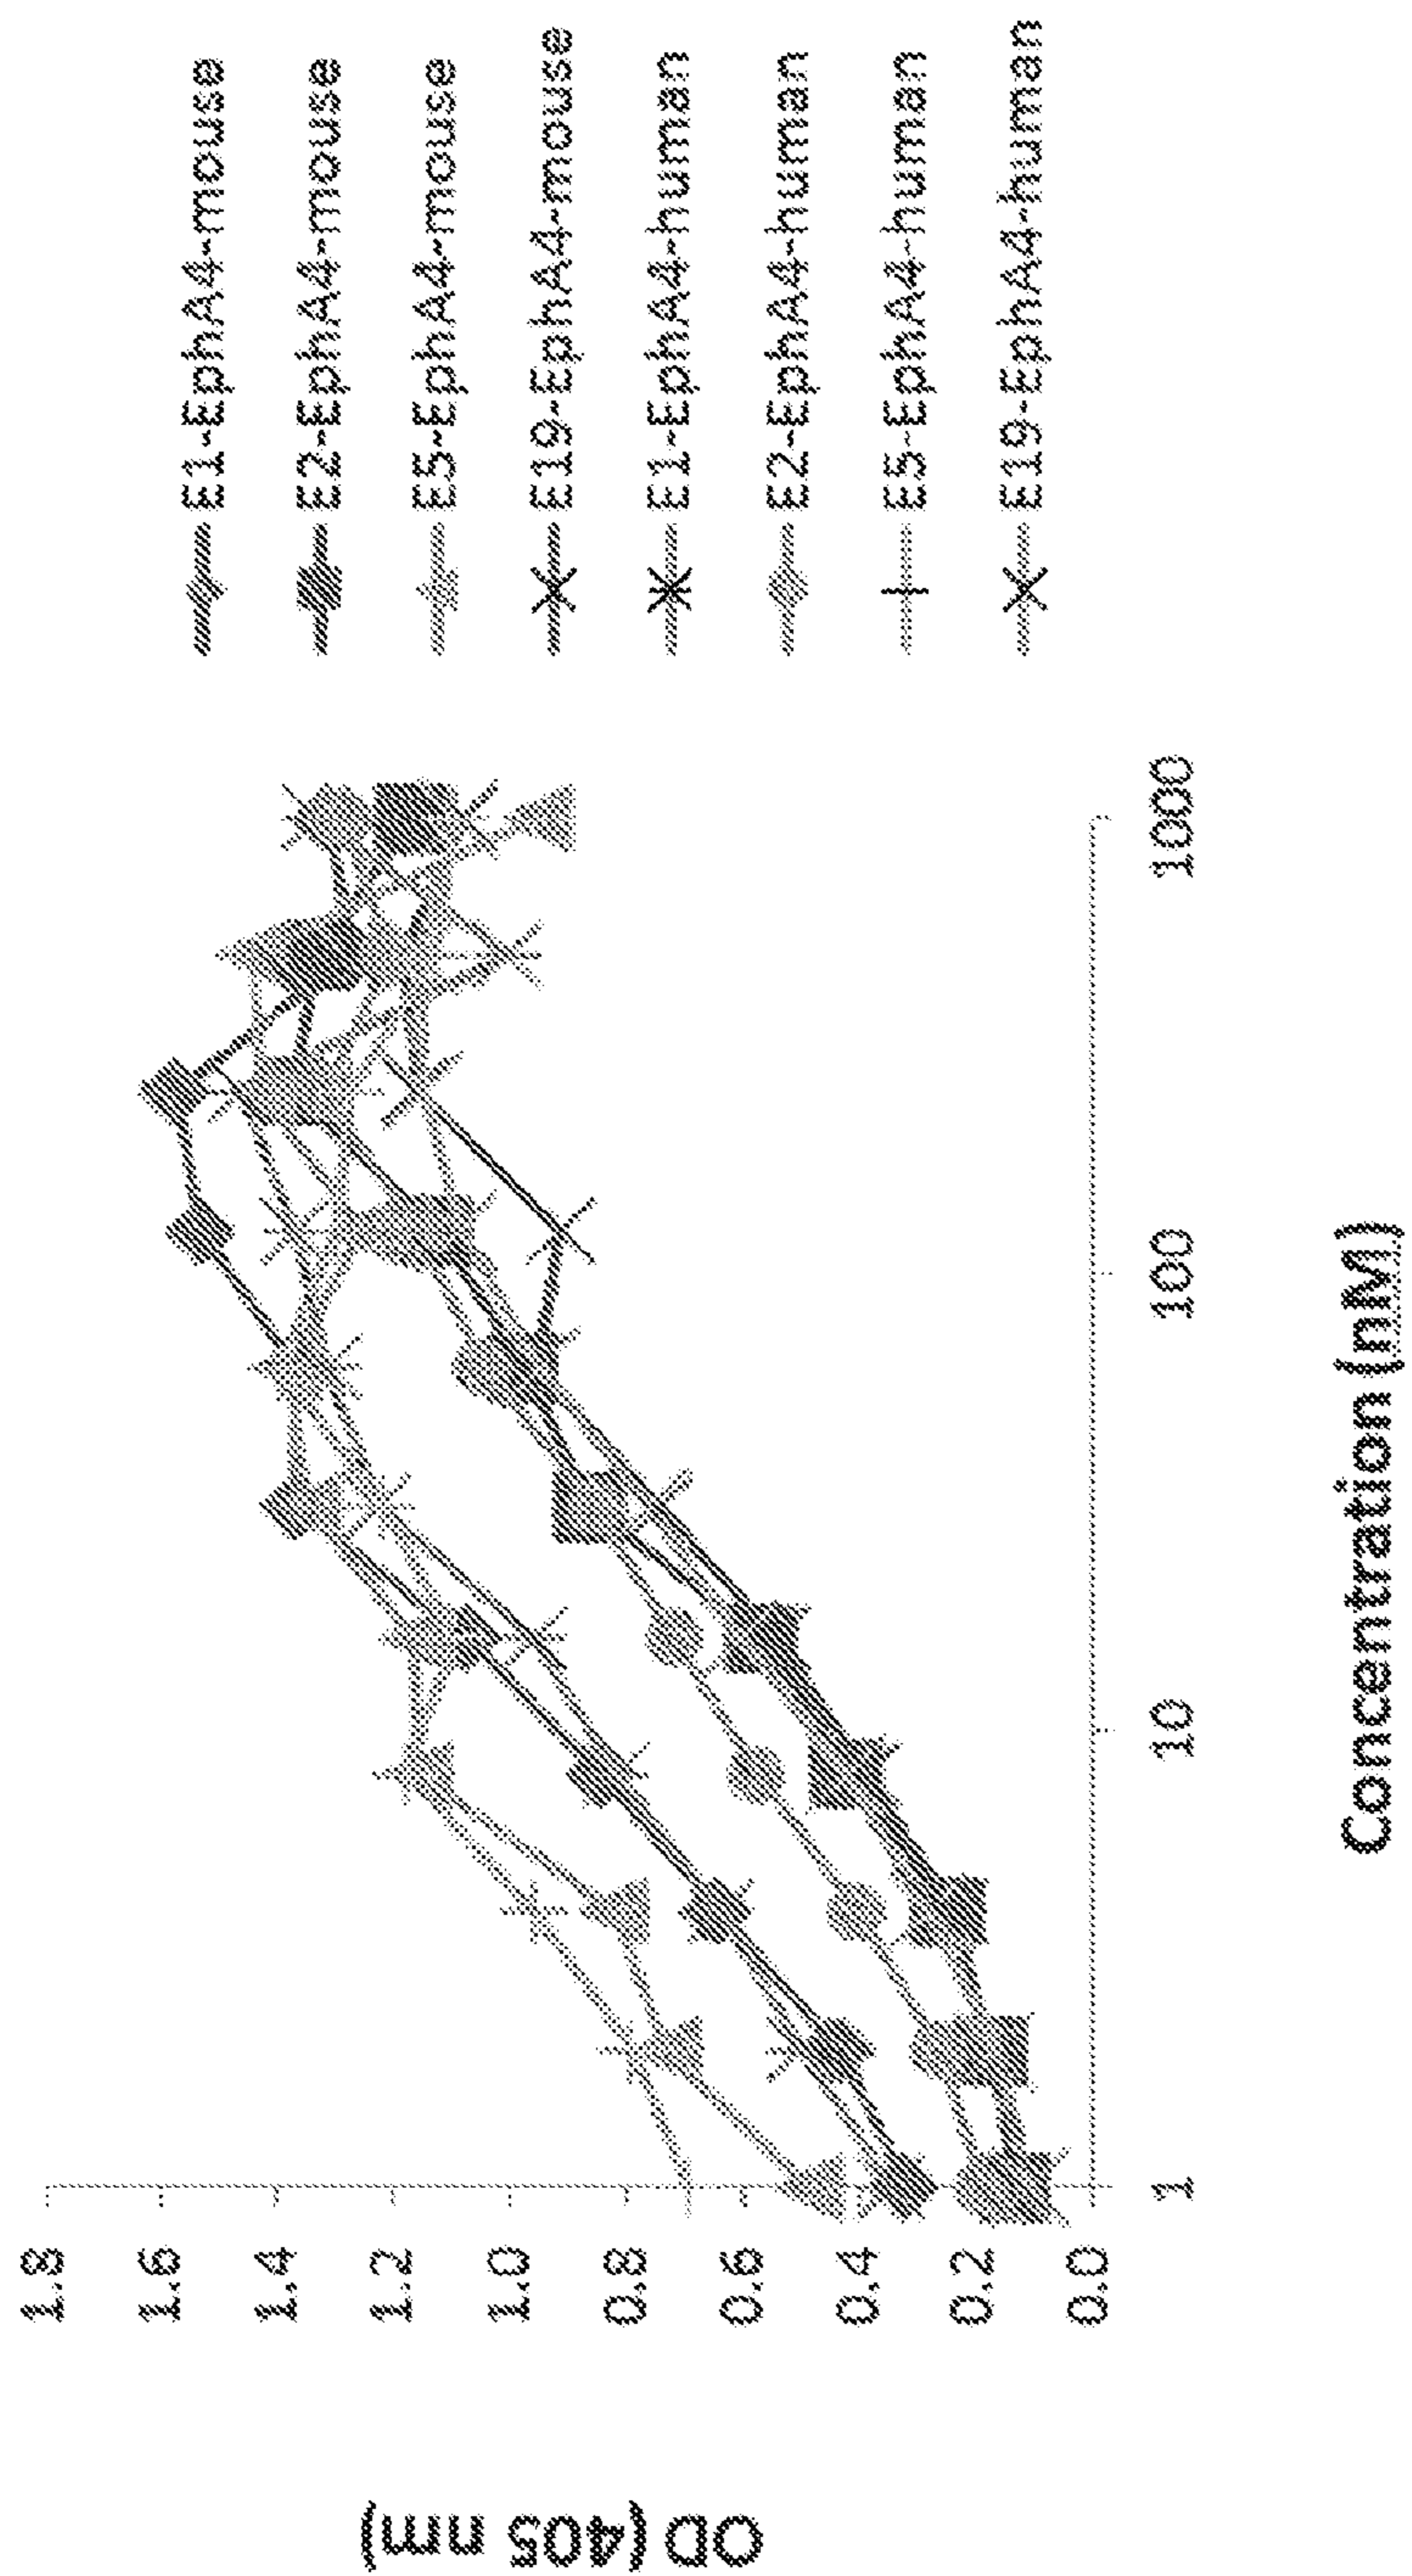 OD (405 nm)
1.8
1.6
1.4
1.2
1.0
0.8
0.6
0.4
0.2
0.0
1
10
100
1000
Concentration (nM)
E1-EphA4-mouse
E2-EphA4-mouse
E5-EphA4-mouse
E19-EphA4-mouse
E1-EphA4-human
E2-EphA4-human
E5-EphA4-human
E19-EphA4-human